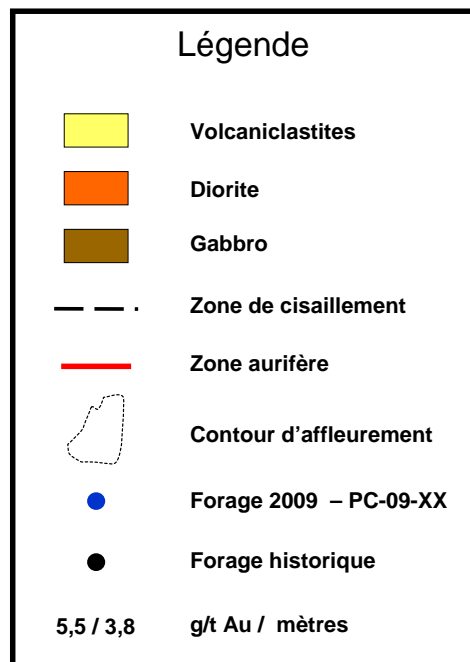 Légende
Volcaniclastites
Diorite
Gabbro
Zone de cisaillement
Zone aurifère
Contour d'affleurement
Forage 2009 – PC-09-XX
Forage historique
5,5 / 3,8 g/t Au / mètres